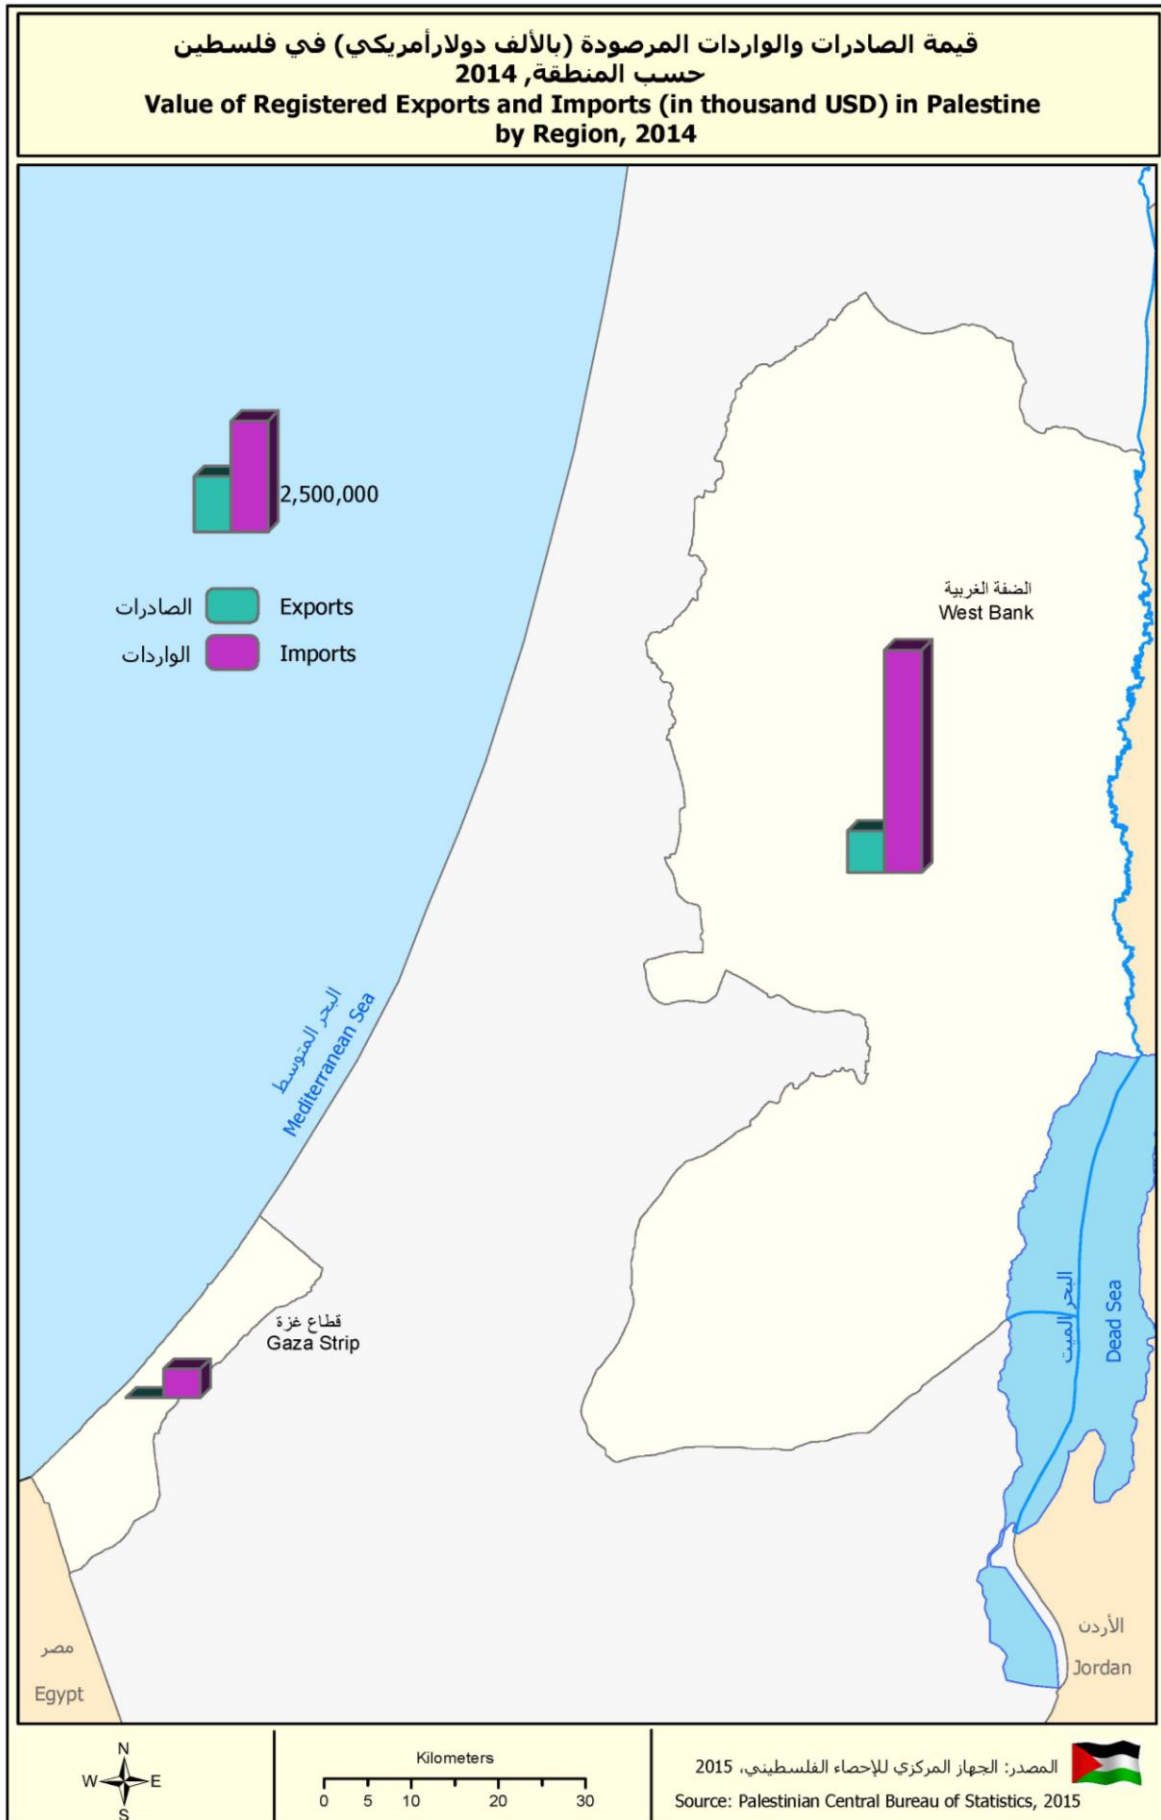 قيمة الصادرات والواردات المرصودة (بالألف دولارأمريكي) في فلسطين
حسب المنطقة, 2014
Value of Registered Exports and Imports (in thousand USD) in Palestine
by Region, 2014
2,500,000
الصادرات Exports
الواردات Imports
الضفة الغربية
West Bank
البحر المتوسط
Mediterranean Sea
قطاع غزة
Gaza Strip
البحر الميت
Dead Sea
مصر
Egypt
الأردن
Jordan
N
W E
S
Kilometers
0 5 10 20 30
المصدر: الجهاز المركزي للإحصاء الفلسطيني، 2015
Source: Palestinian Central Bureau of Statistics, 2015